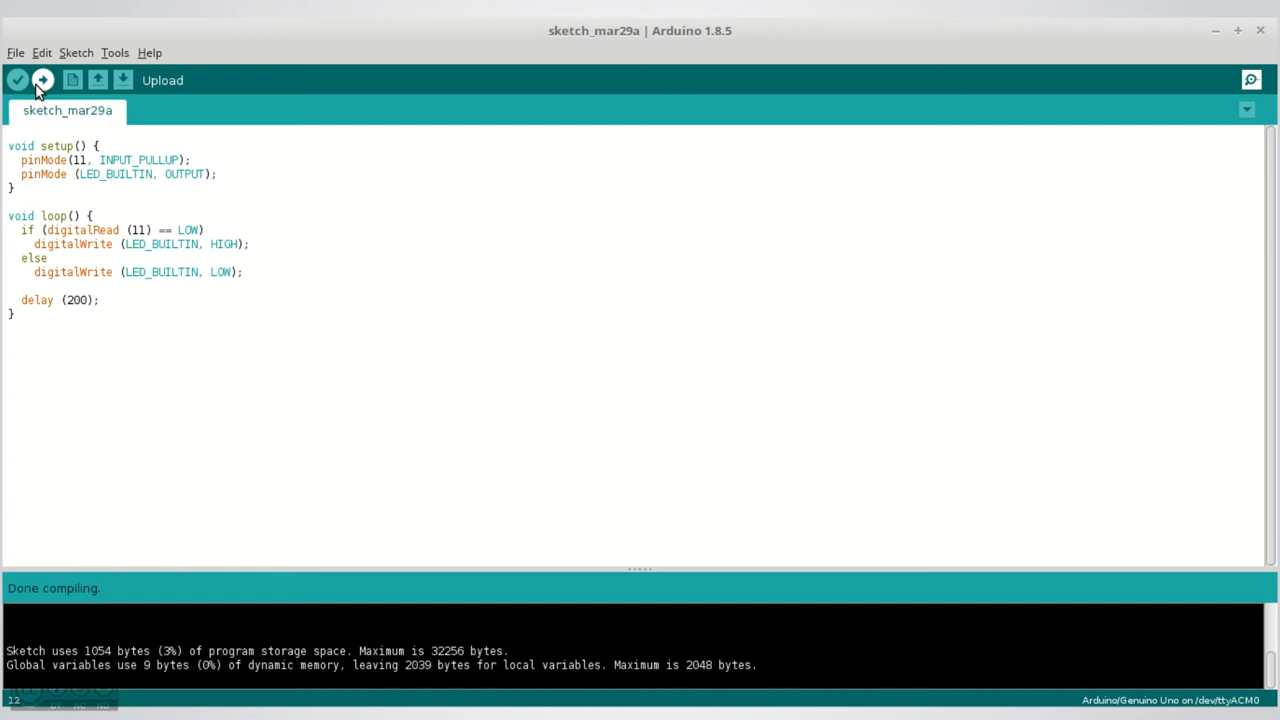 sketch_mar29a | Arduino 1.8.5
File Edit Sketch Tools Help
Upload
sketch_mar29a
void setup() {
  pinMode(11, INPUT_PULLUP);
  pinMode (LED_BUILTIN, OUTPUT);
}
void loop() {
  if (digitalRead (11) == LOW)
    digitalWrite (LED_BUILTIN, HIGH);
  else
    digitalWrite (LED_BUILTIN, LOW);
  delay (200);
}
Done compiling.
Sketch uses 1054 bytes (3%) of program storage space. Maximum is 32256 bytes.
Global variables use 9 bytes (0%) of dynamic memory, leaving 2039 bytes for local variables. Maximum is 2048 bytes.
12 Arduino/Genuino Uno on /dev/ttyACM0
BY NC ND